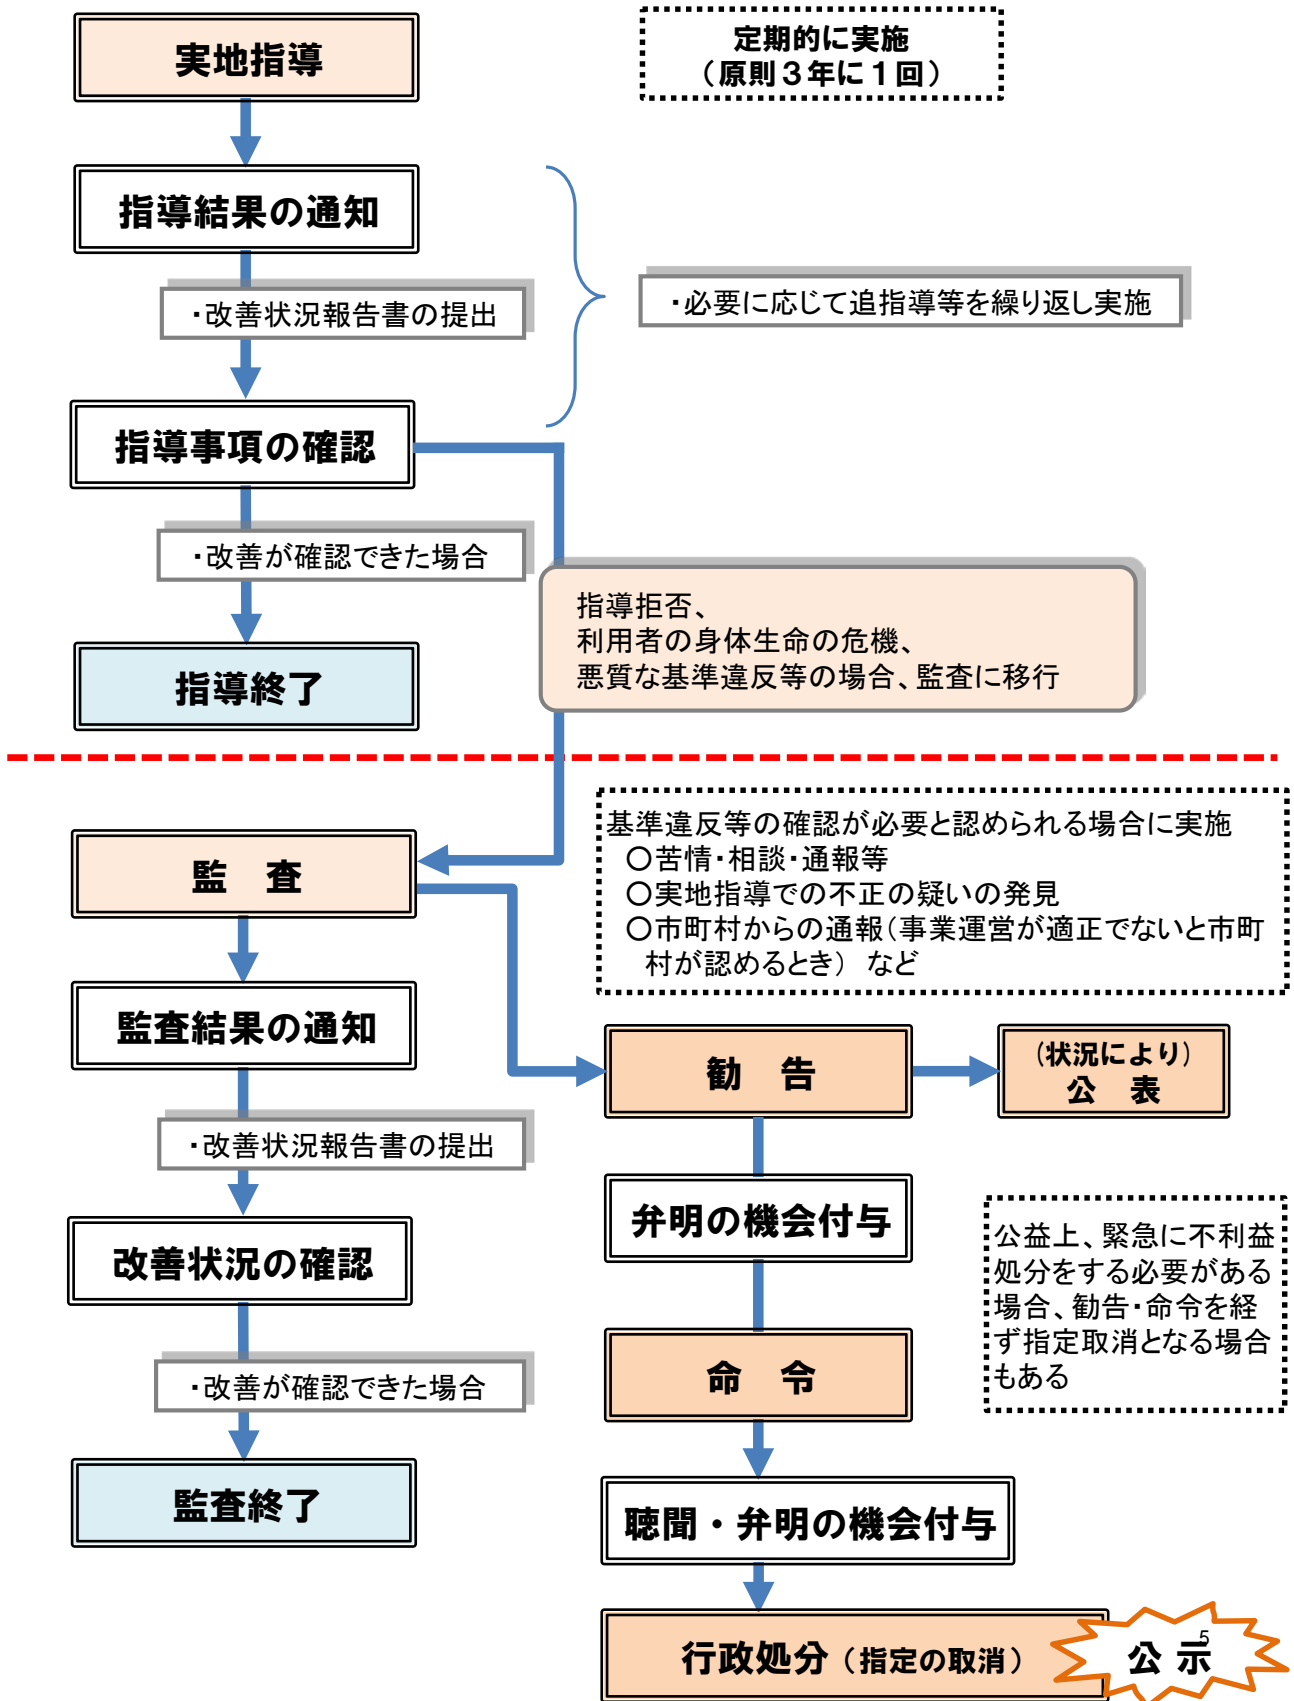 実地指導
定期的に実施
（原則３年に１回）
指導結果の通知
・改善状況報告書の提出
・必要に応じて追指導等を繰り返し実施
指導事項の確認
・改善が確認できた場合
指導拒否、
利用者の身体生命の危機、
悪質な基準違反等の場合、監査に移行
指導終了
基準違反等の確認が必要と認められる場合に実施
○苦情・相談・通報等
○実地指導での不正の疑いの発見
○市町村からの通報（事業運営が適正でないと市町
村が認めるとき） など
監　査
監査結果の通知
勧　告
（状況により）
公　表
・改善状況報告書の提出
弁明の機会付与
改善状況の確認
公益上、緊急に不利益
処分をする必要がある
場合、勧告・命令を経
ず指定取消となる場合
もある
命　令
・改善が確認できた場合
監査終了
聴聞・弁明の機会付与
行政処分（指定の取消）
公 示
5